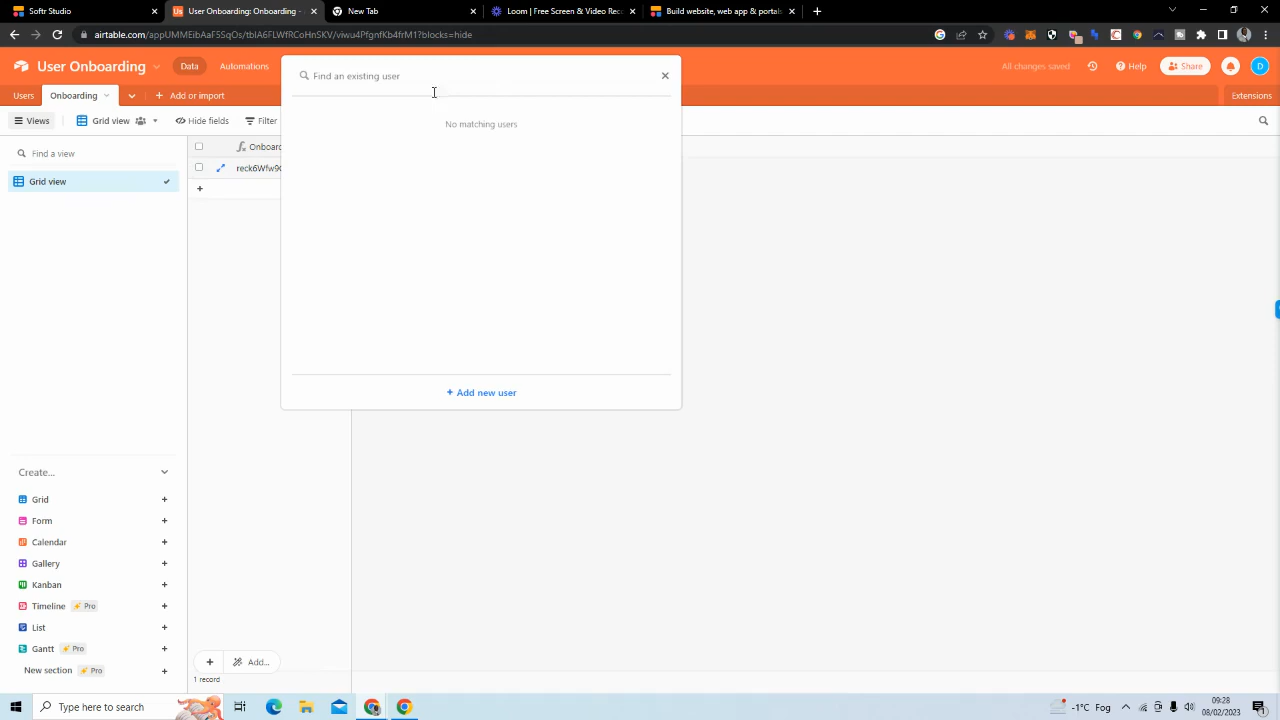 Softr Studio
User Onboarding: Onboarding -
New Tab
Loom | Free Screen & Video Rec
Build website, web app & portals
airtable.com/appUMMEibAaF5SqOs/tblA6FLWfRCoHnSKV/viwu4PfgnfKb4frM1?blocks=hide
User Onboarding
Data
Automations
All changes saved
Help
Share
D
Users
Onboarding
Add or import
Extensions
Views
Grid view
Hide fields
Filter
Find an existing user
No matching users
+ Add new user
Find a view
Grid view
Onboard
reck6Wfw9
Create...
Grid
Form
Calendar
Gallery
Kanban
Timeline Pro
List
Gantt Pro
New section Pro
Add...
1 record
Type here to search
09:28
08/02/2023